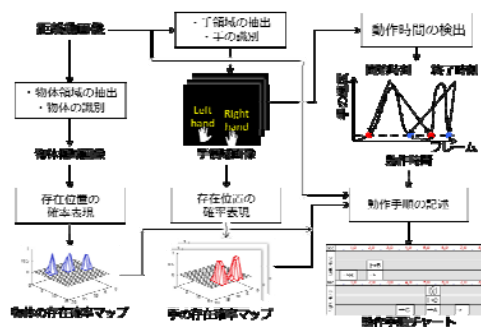 距離画像
・手領域の抽出
・手の識別
動作時間の検出
・物体領域の抽出
・物体の識別
Left
hand
Right
hand
開始時刻
終了時刻
手の速度
フレーム
動作時間
物体領域画像
手領域画像
存在位置の
確率表現
存在位置の
確率表現
動作手順の記述
物体の存在確率マップ
手の存在確率マップ
動作手順チャート